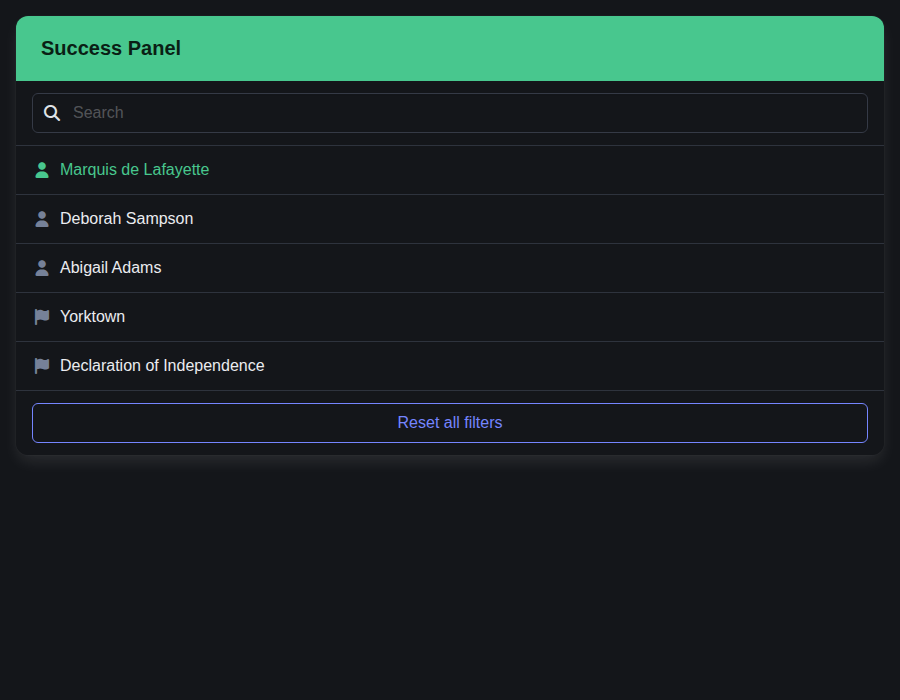 Success Panel
Search
Marquis de Lafayette
Deborah Sampson
Abigail Adams
Yorktown
Declaration of Independence
Reset all filters